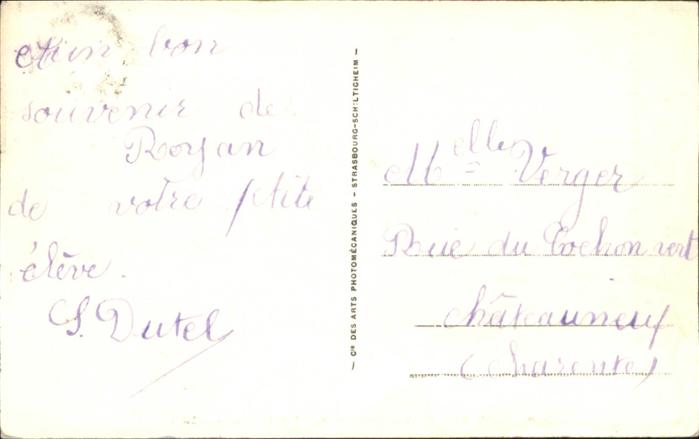 Un bon
souvenir de
Royan
de votre petite
élève.
S. Dutel
— Cie DES ARTS PHOTOMÉCANIQUES - STRASBOURG-SCHILTIGHEIM —
Melle Verger
Rue du Cochon vert
Châteauneuf
(Charente)